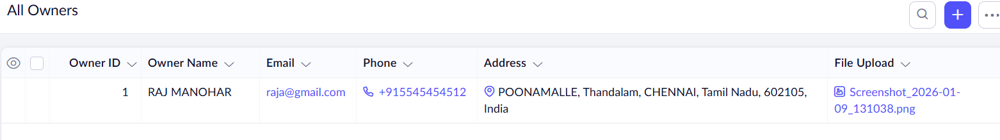 All Owners
Owner ID Owner Name Email Phone Address File Upload
1 RAJ MANOHAR raja@gmail.com +915545454512 POONAMALLE, Thandalam, CHENNAI, Tamil Nadu, 602105, Screenshot_2026-01-
India 09_131038.png